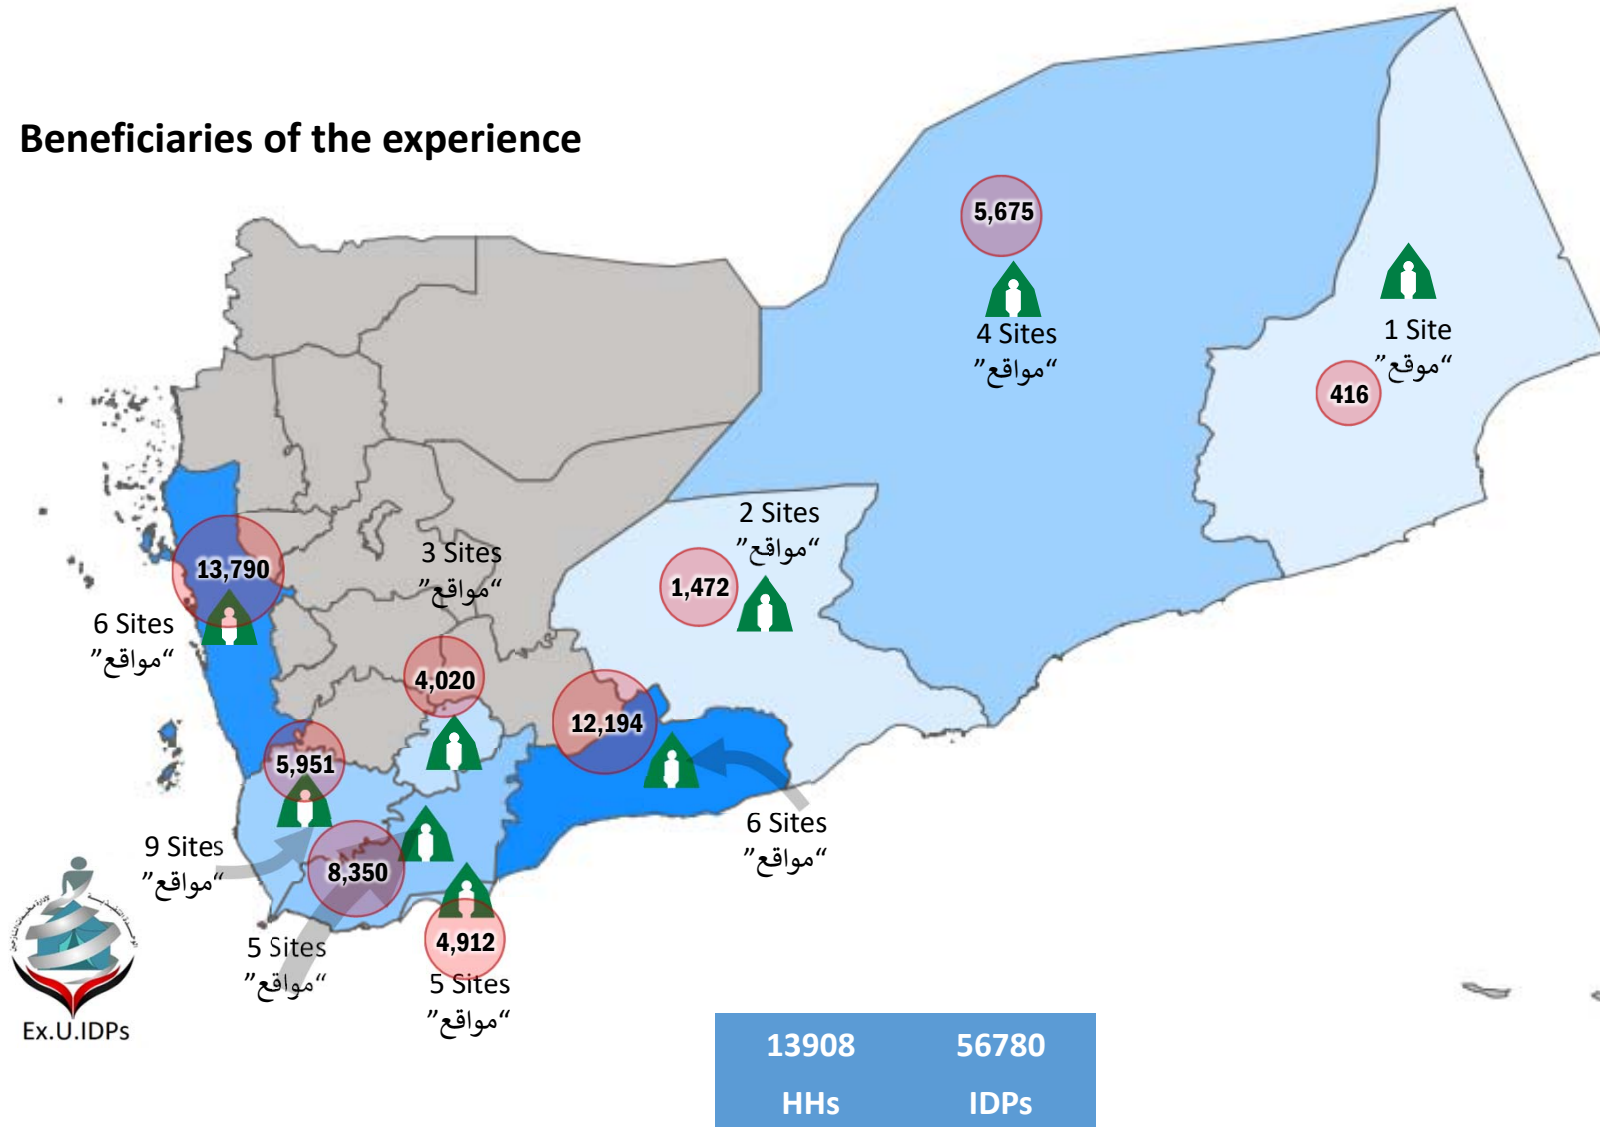 Beneficiaries of the experience
5,675
4 Sites
“مواقع”
1 Site
“موقع”
416
2 Sites
“مواقع”
1,472
3 Sites
“مواقع”
13,790
6 Sites
“مواقع”
4,020
12,194
5,951
6 Sites
“مواقع”
9 Sites
“مواقع”
8,350
5 Sites
“مواقع”
4,912
5 Sites
“مواقع”
Ex.U.IDPs
13908 56780
HHs IDPs